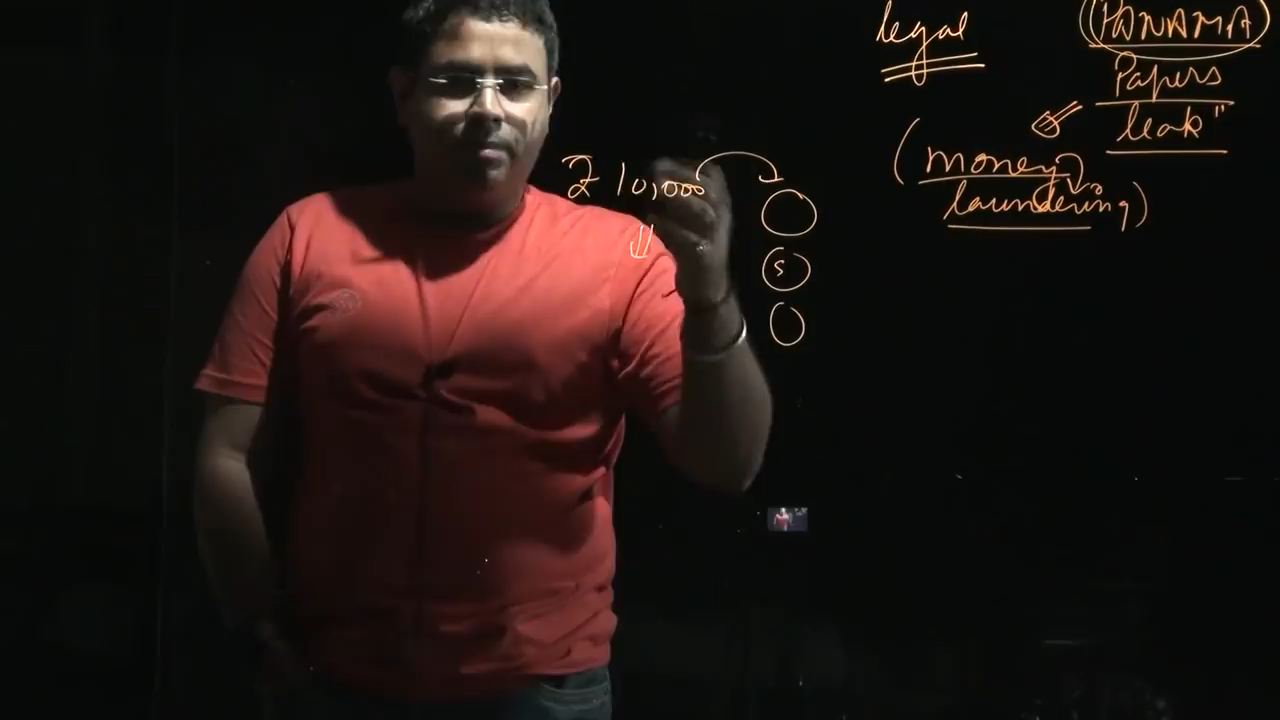 legal
PANAMA
Papers
leak"
(money
laundering)
₹ 10,000
S